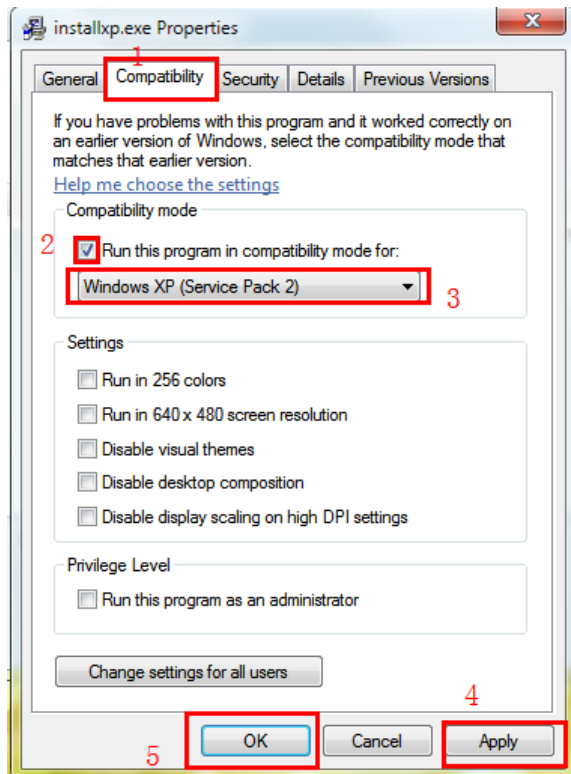 installxp.exe Properties
1
General Compatibility Security Details Previous Versions
If you have problems with this program and it worked correctly on
an earlier version of Windows, select the compatibility mode that
matches that earlier version.
Help me choose the settings
Compatibility mode
2 Run this program in compatibility mode for:
Windows XP (Service Pack 2) 3
Settings
Run in 256 colors
Run in 640 x 480 screen resolution
Disable visual themes
Disable desktop composition
Disable display scaling on high DPI settings
Privilege Level
Run this program as an administrator
Change settings for all users
4
5 OK Cancel Apply